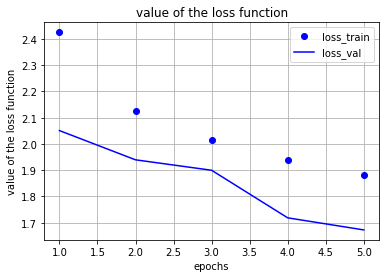 value of the loss function
loss_train
loss_val
value of the loss function
2.4
2.3
2.2
2.1
2.0
1.9
1.8
1.7
1.0 1.5 2.0 2.5 3.0 3.5 4.0 4.5 5.0
epochs